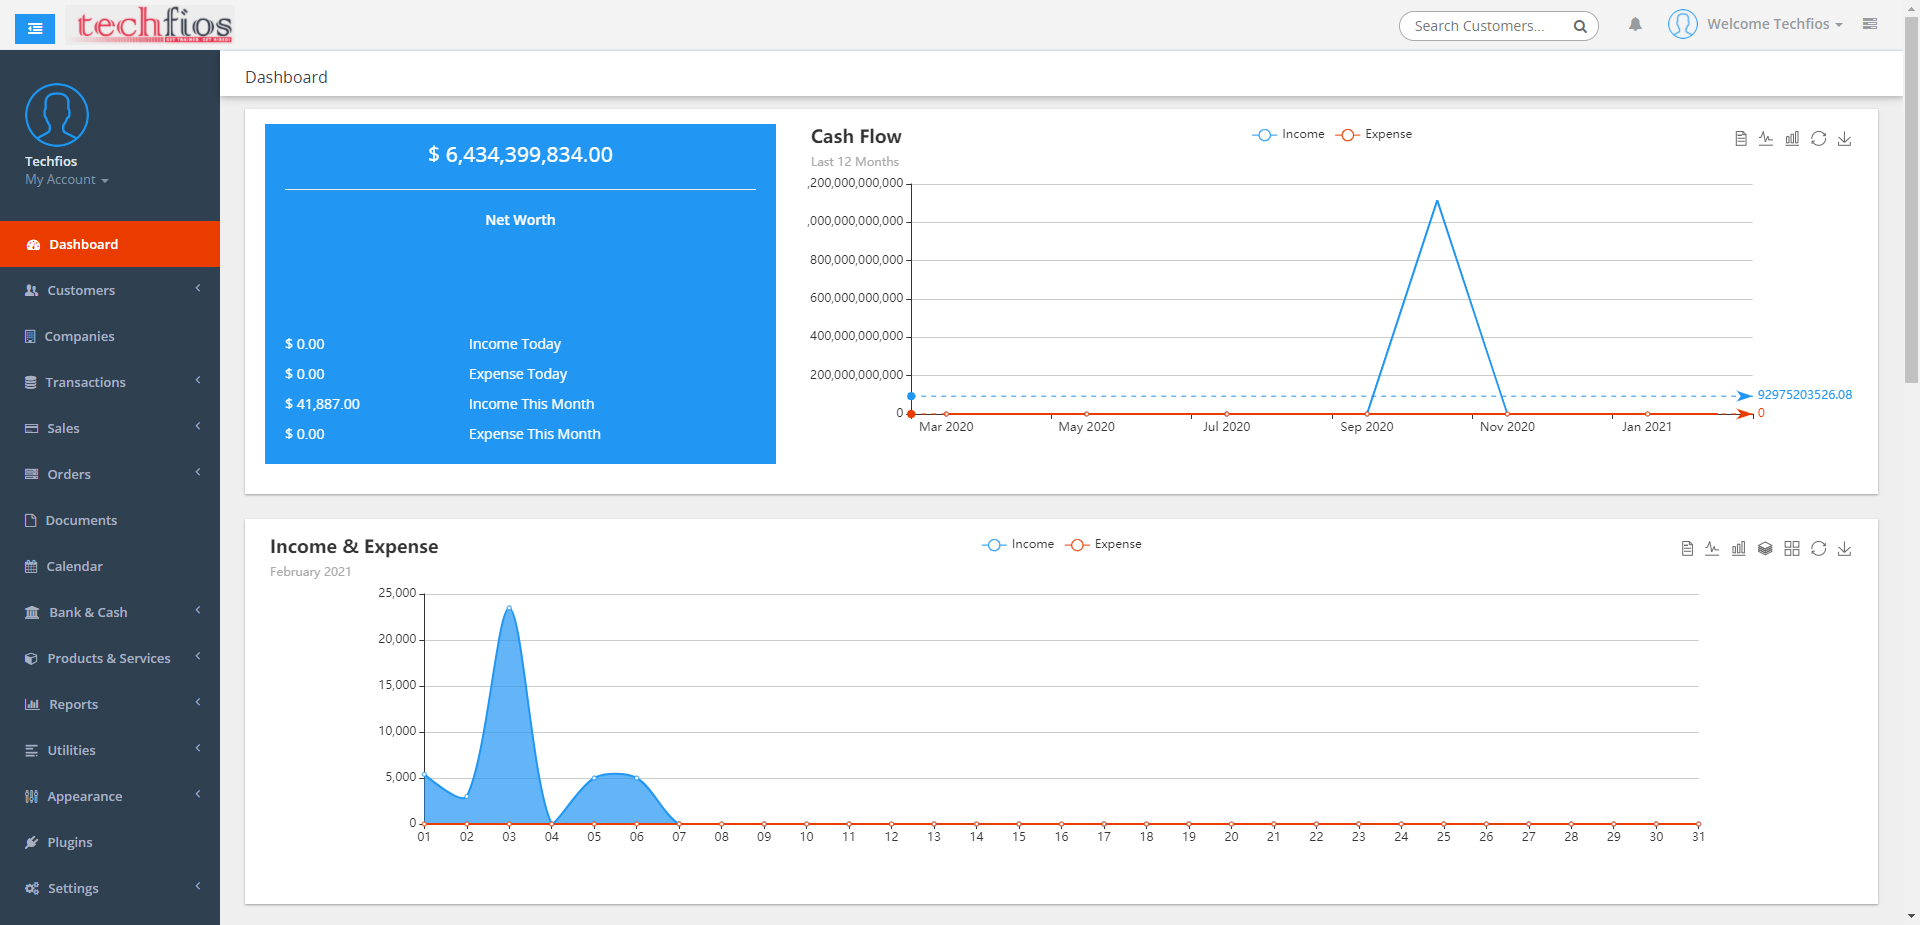 techfios
GET TRAINED. GET HIRED!
Search Customers...
Welcome Techfios
Techfios
My Account
Dashboard
Customers
Companies
Transactions
Sales
Orders
Documents
Calendar
Bank & Cash
Products & Services
Reports
Utilities
Appearance
Plugins
Settings
Dashboard
$ 6,434,399,834.00
Net Worth
$ 0.00 Income Today
$ 0.00 Expense Today
$ 41,887.00 Income This Month
$ 0.00 Expense This Month
Cash Flow
Last 12 Months
Income Expense
,200,000,000,000
,000,000,000,000
800,000,000,000
600,000,000,000
400,000,000,000
200,000,000,000
0
92975203526.08
0
Mar 2020 May 2020 Jul 2020 Sep 2020 Nov 2020 Jan 2021
Income & Expense
February 2021
Income Expense
25,000
20,000
15,000
10,000
5,000
0
01 02 03 04 05 06 07 08 09 10 11 12 13 14 15 16 17 18 19 20 21 22 23 24 25 26 27 28 29 30 31